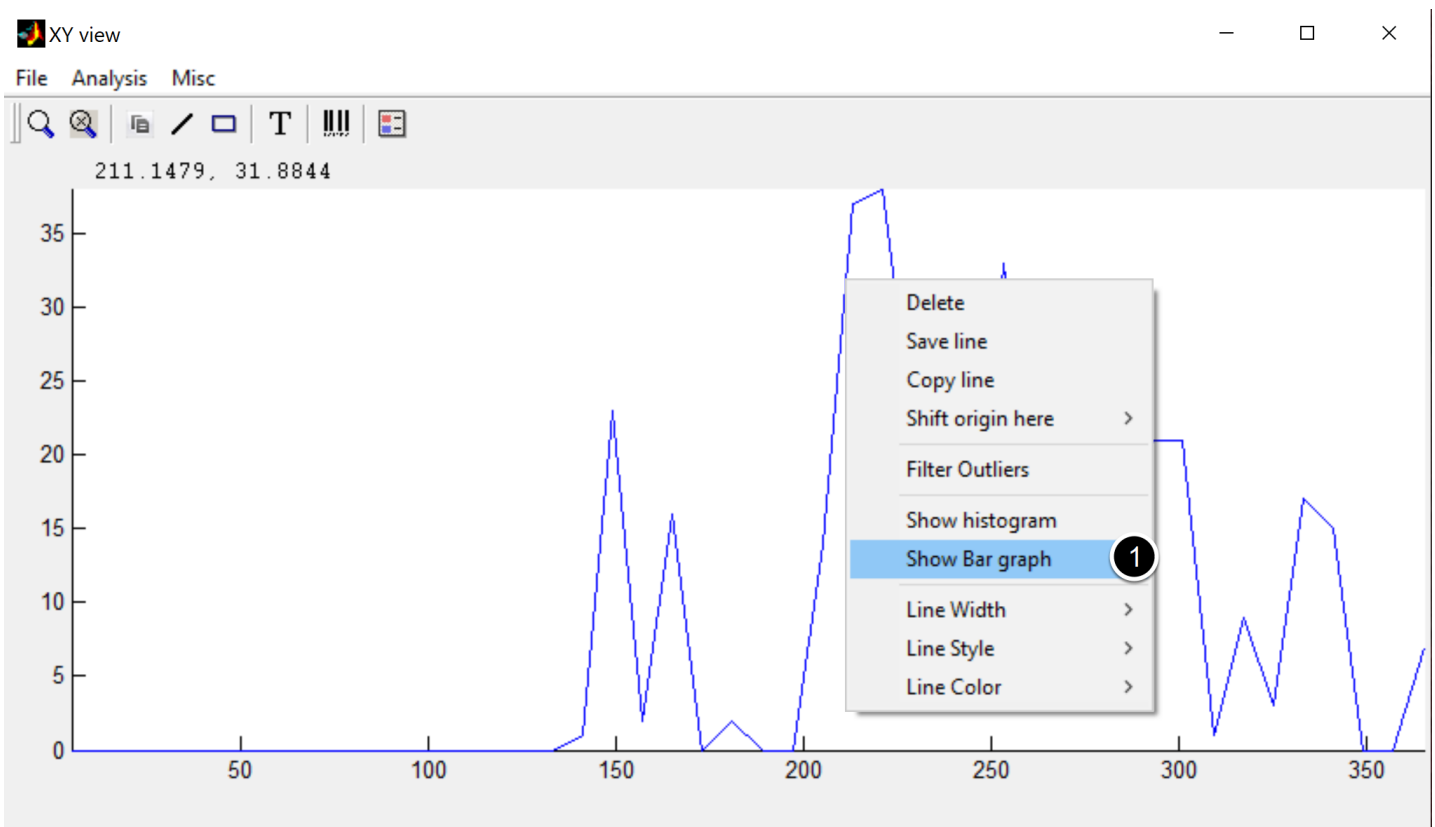 XY view
File Analysis Misc
T
211.1479, 31.8844
35
30
25
20
15
10
5
0
50 100 150 200 250 300 350
Delete
Save line
Copy line
Shift origin here
Filter Outliers
Show histogram
Show Bar graph 1
Line Width
Line Style
Line Color